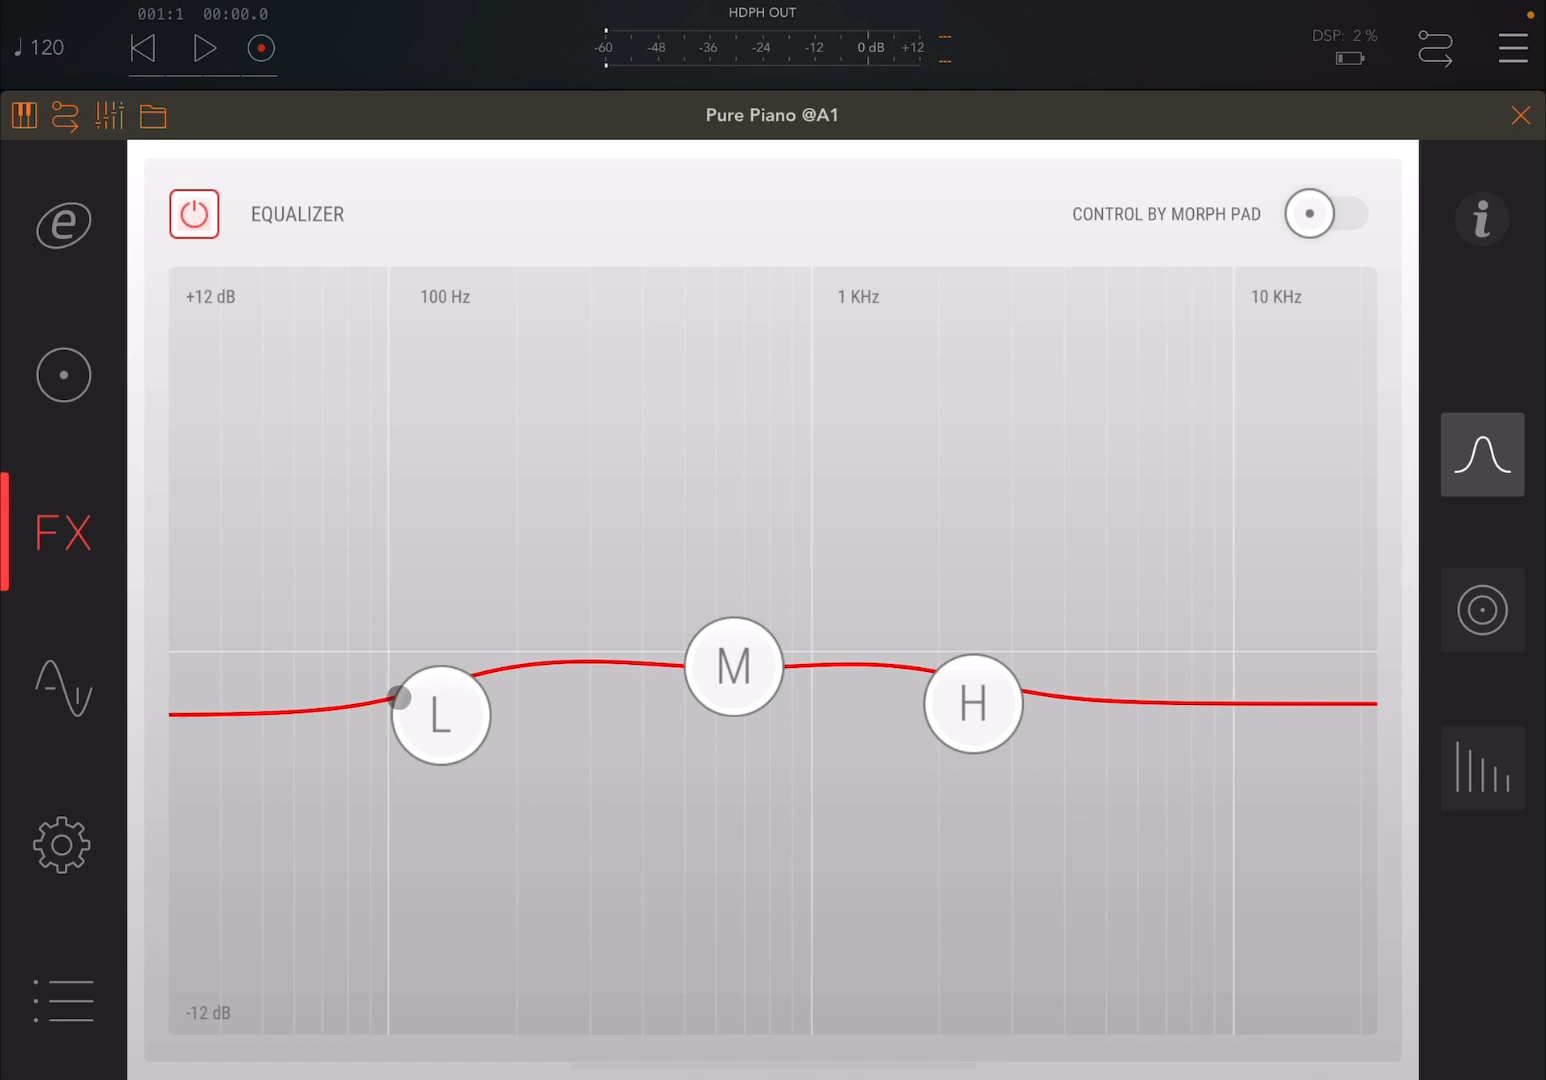 001:1 00:00.0
HDPH OUT
120
-60 -48 -36 -24 -12 0 dB +12
DSP: 2 %
Pure Piano @A1
e
EQUALIZER
CONTROL BY MORPH PAD
i
+12 dB
100 Hz
1 KHz
10 KHz
FX
L
M
H
-12 dB